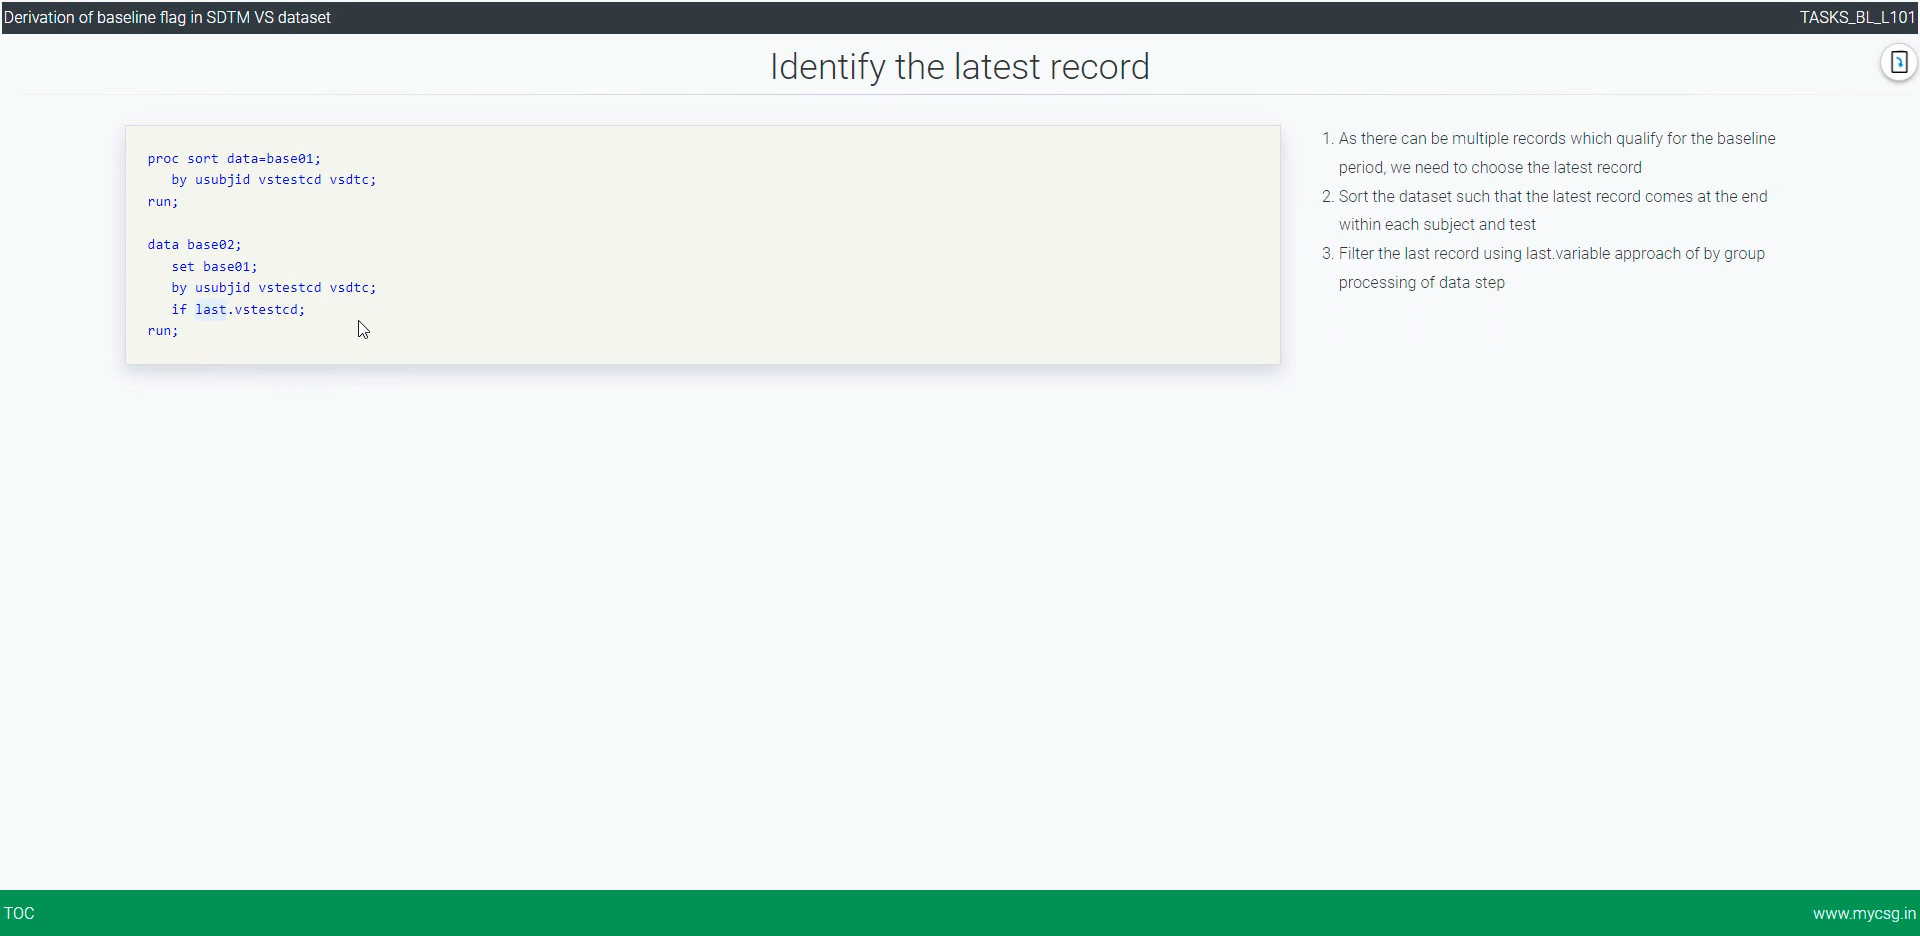 Derivation of baseline flag in SDTM VS dataset
TASKS_BL_L101
Identify the latest record
proc sort data=base01;
   by usubjid vstestcd vsdtc;
run;

data base02;
   set base01;
   by usubjid vstestcd vsdtc;
   if last.vstestcd;
run;
1. As there can be multiple records which qualify for the baseline
period, we need to choose the latest record
2. Sort the dataset such that the latest record comes at the end
within each subject and test
3. Filter the last record using last.variable approach of by group
processing of data step
TOC
www.mycsg.in